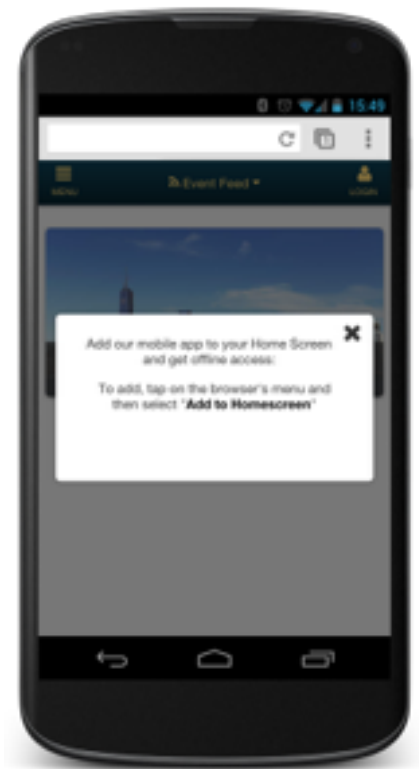 15:49
MENU
Event Feed
LOGIN
Add our mobile app to your Home Screen
and get offline access:
To add, tap on the browser's menu and
then select "Add to Homescreen"